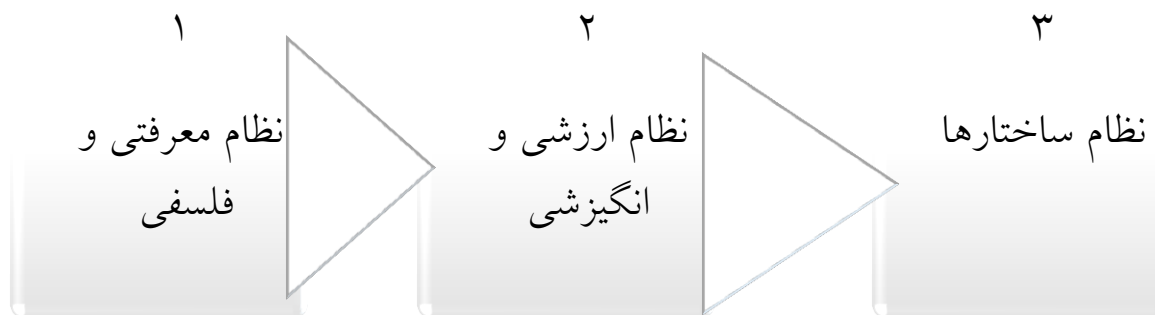 ۱
نظام معرفتی و
فلسفی
۲
نظام ارزشی و
انگیزشی
۳
نظام ساختارها